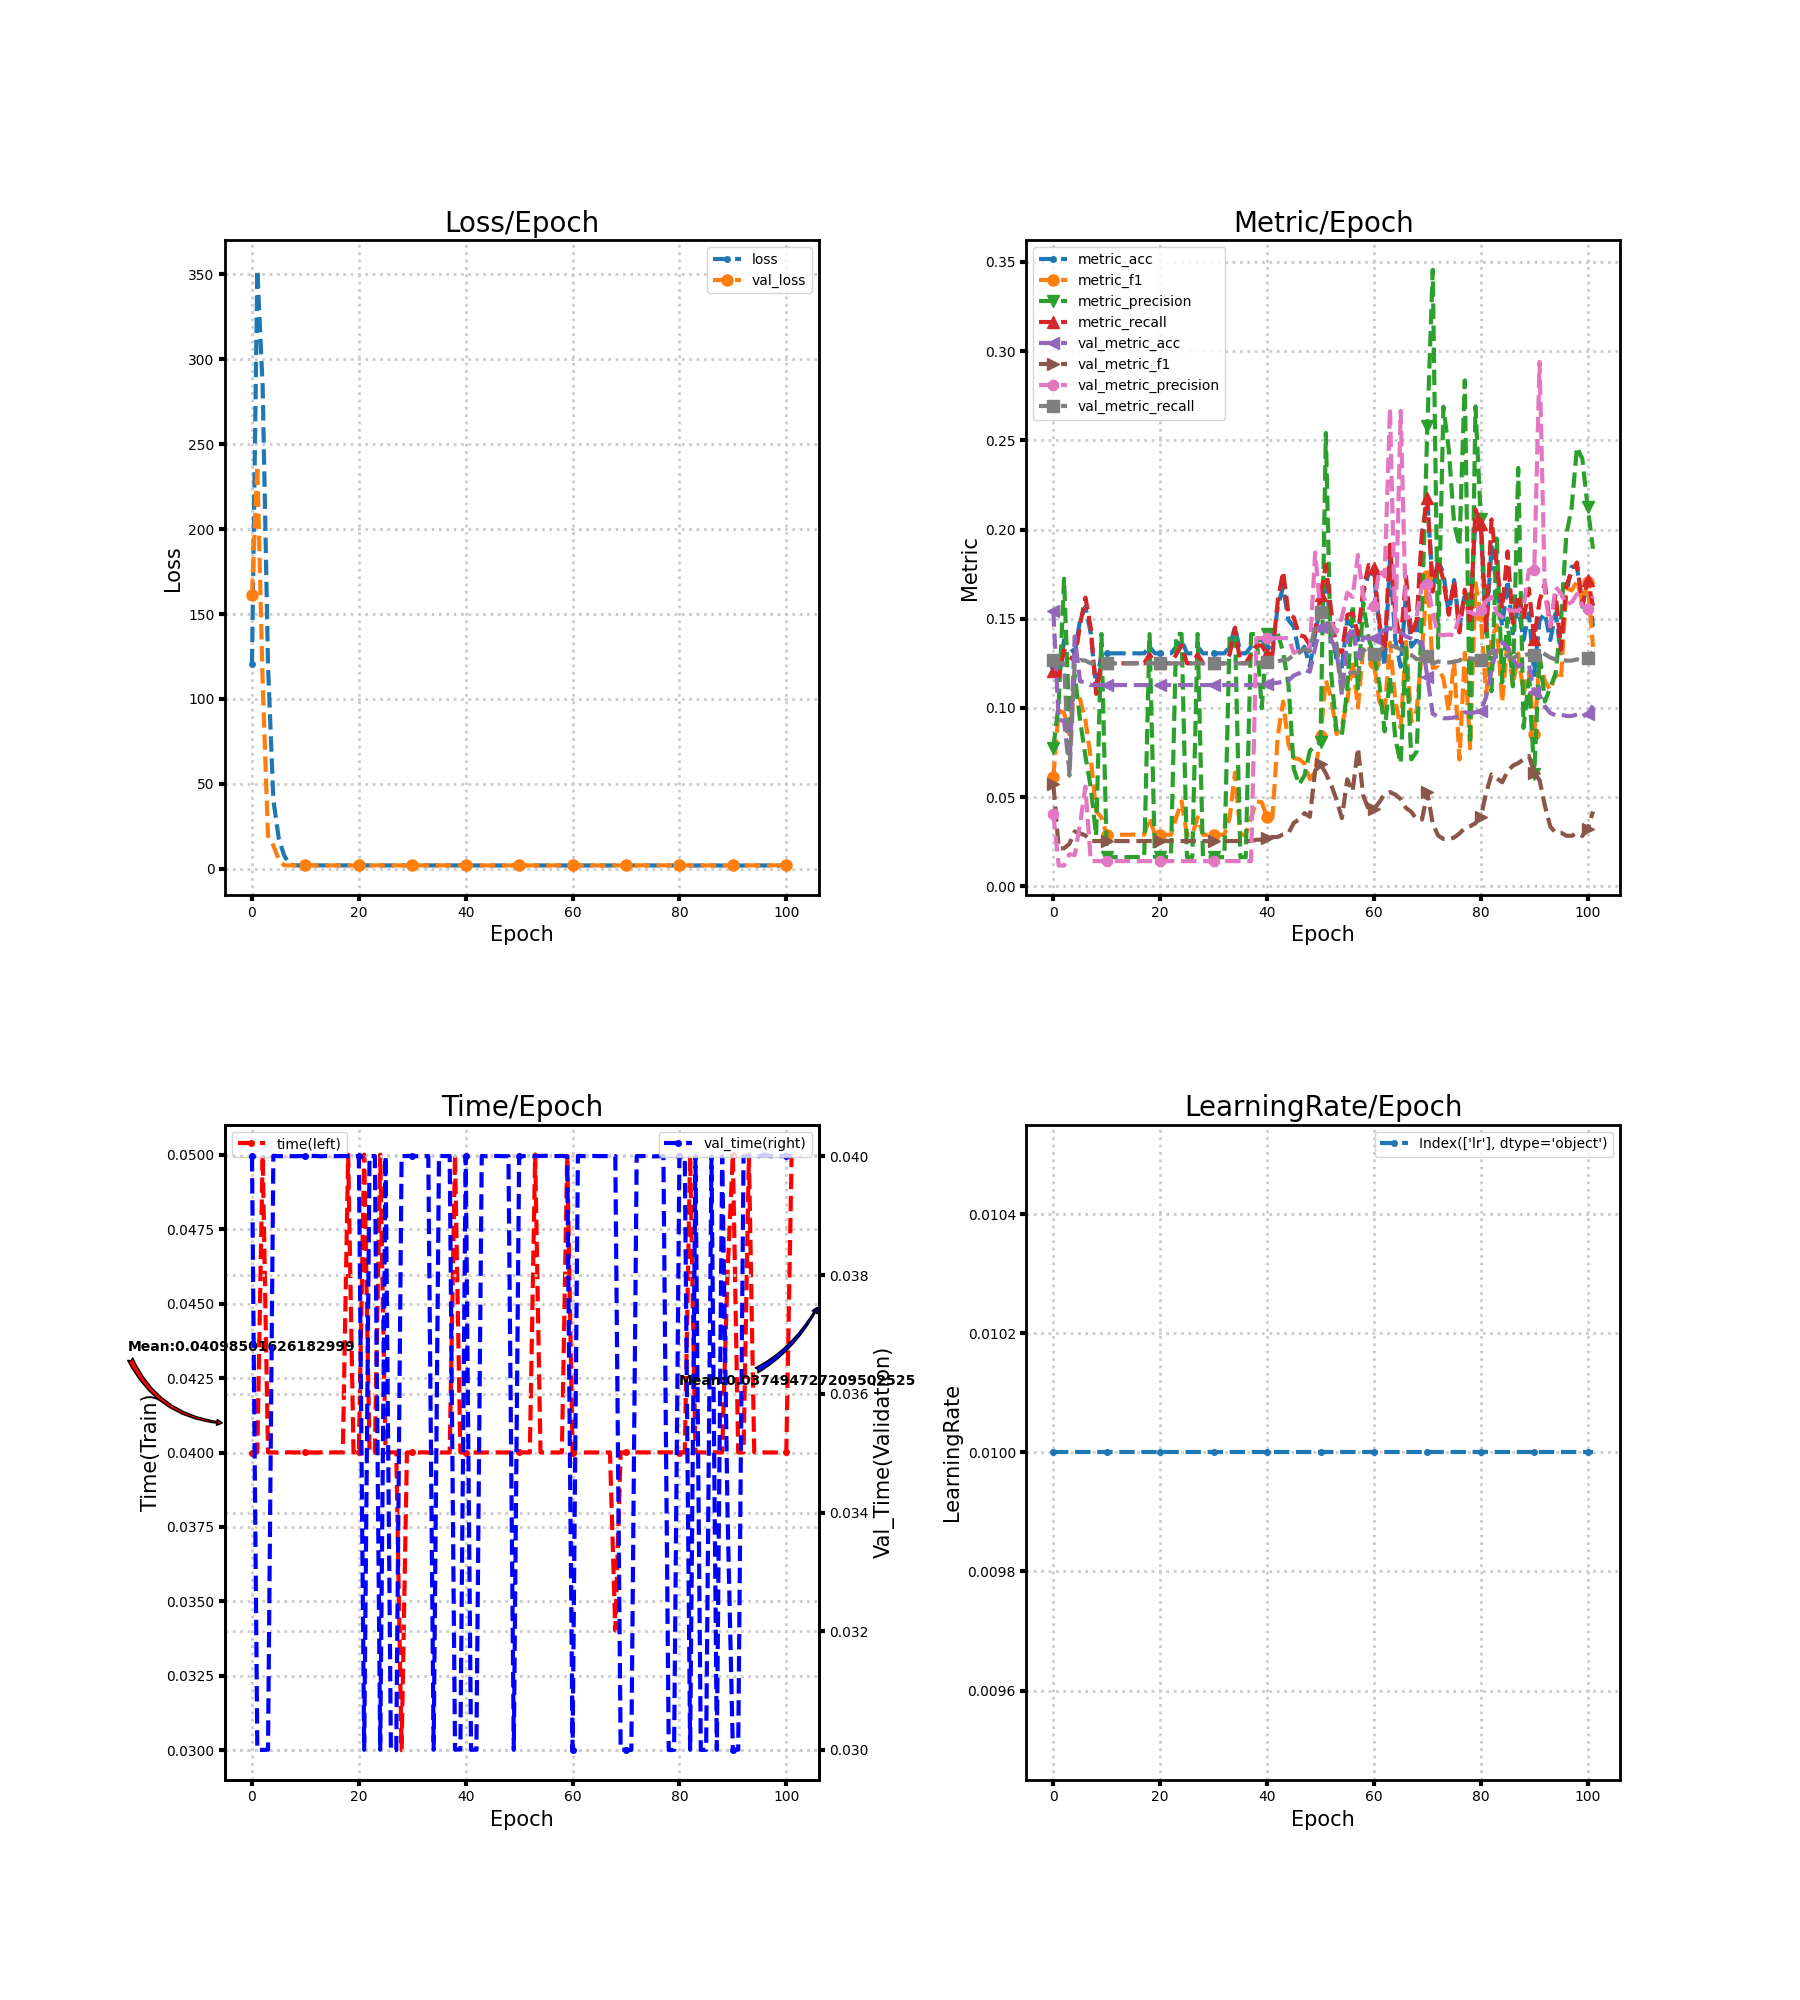 Loss/Epoch
350
300
250
200
150
100
50
0
Loss
loss
val_loss
0 20 40 60 80 100
Epoch
Metric/Epoch
0.35
0.30
0.25
0.20
0.15
0.10
0.05
0.00
Metric
metric_acc
metric_f1
metric_precision
metric_recall
val_metric_acc
val_metric_f1
val_metric_precision
val_metric_recall
0 20 40 60 80 100
Epoch
Time/Epoch
0.0500
0.0475
0.0450
0.0425
0.0400
0.0375
0.0350
0.0325
0.0300
Time(Train)
time(left)
val_time(right)
0.040
0.038
0.036
0.034
0.032
0.030
Val_Time(Validation)
0 20 40 60 80 100
Epoch
LearningRate/Epoch
0.0104
0.0102
0.0100
0.0098
0.0096
LearningRate
Index(['lr'], dtype='object')
0 20 40 60 80 100
Epoch